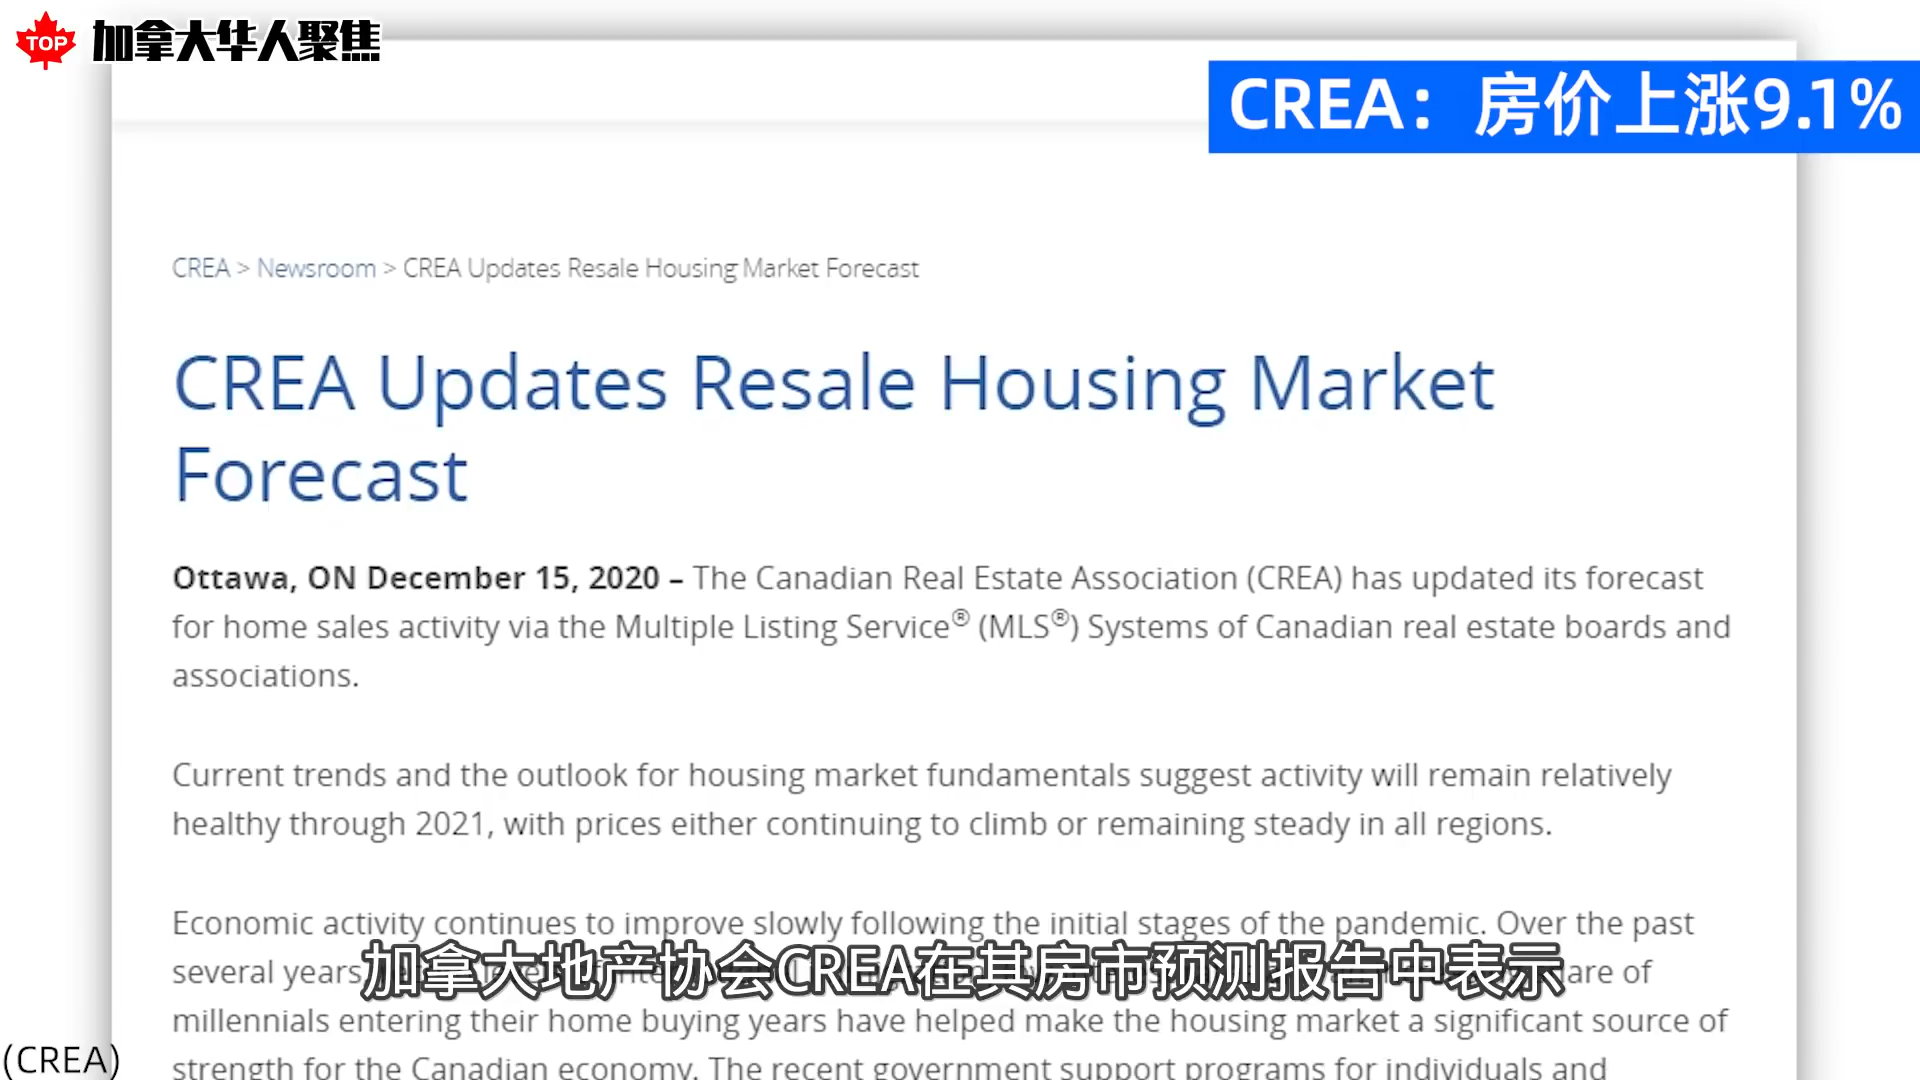 TOP 加拿大华人聚焦
CREA：房价上涨9.1%
CREA > Newsroom > CREA Updates Resale Housing Market Forecast
CREA Updates Resale Housing Market
Forecast
Ottawa, ON December 15, 2020 – The Canadian Real Estate Association (CREA) has updated its forecast
for home sales activity via the Multiple Listing Service® (MLS®) Systems of Canadian real estate boards and
associations.
Current trends and the outlook for housing market fundamentals suggest activity will remain relatively
healthy through 2021, with prices either continuing to climb or remaining steady in all regions.
Economic activity continues to improve slowly following the initial stages of the pandemic. Over the past
several years
are of
加拿大地产协会CREA在其房市预测报告中表示
millennials entering their home buying years have helped make the housing market a significant source of
strength for the Canadian economy. The recent government support programs for individuals and
(CREA)